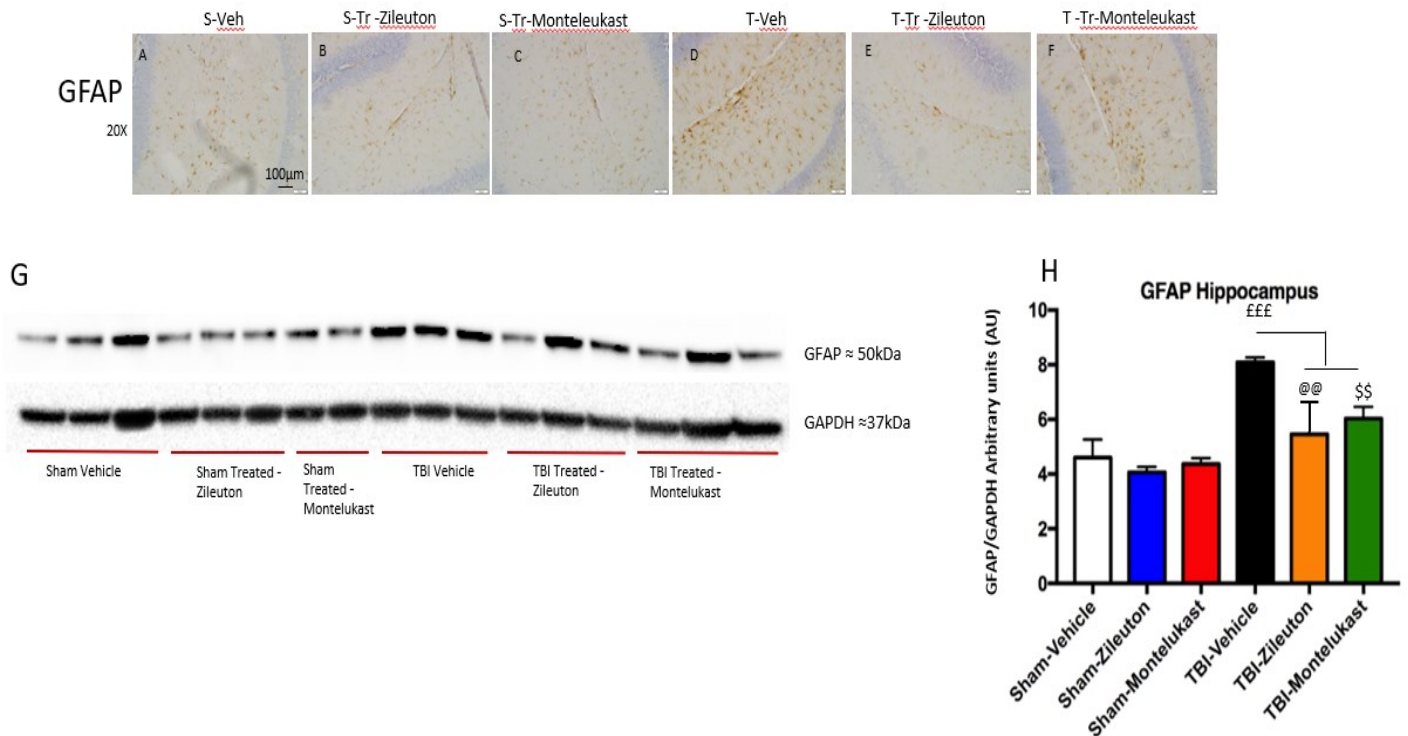 S-Veh
S-Tr -Zileuton
S-Tr-Monteleukast
T-Veh
T-Tr -Zileuton
T -Tr-Monteleukast
A
B
C
D
E
F
GFAP
20X
100µm
G
GFAP ≈ 50kDa
GAPDH ≈37kDa
Sham Vehicle
Sham Treated -
Zileuton
Sham
Treated -
Montelukast
TBI Vehicle
TBI Treated -
Zileuton
TBI Treated -
Montelukast
H
GFAP Hippocampus
£££
@@
$$
GFAP/GAPDH Arbitrary units (AU)
10
8
6
4
2
0
Sham-Vehicle
Sham-Zileuton
Sham-Montelukast
TBI-Vehicle
TBI-Zileuton
TBI-Montelukast